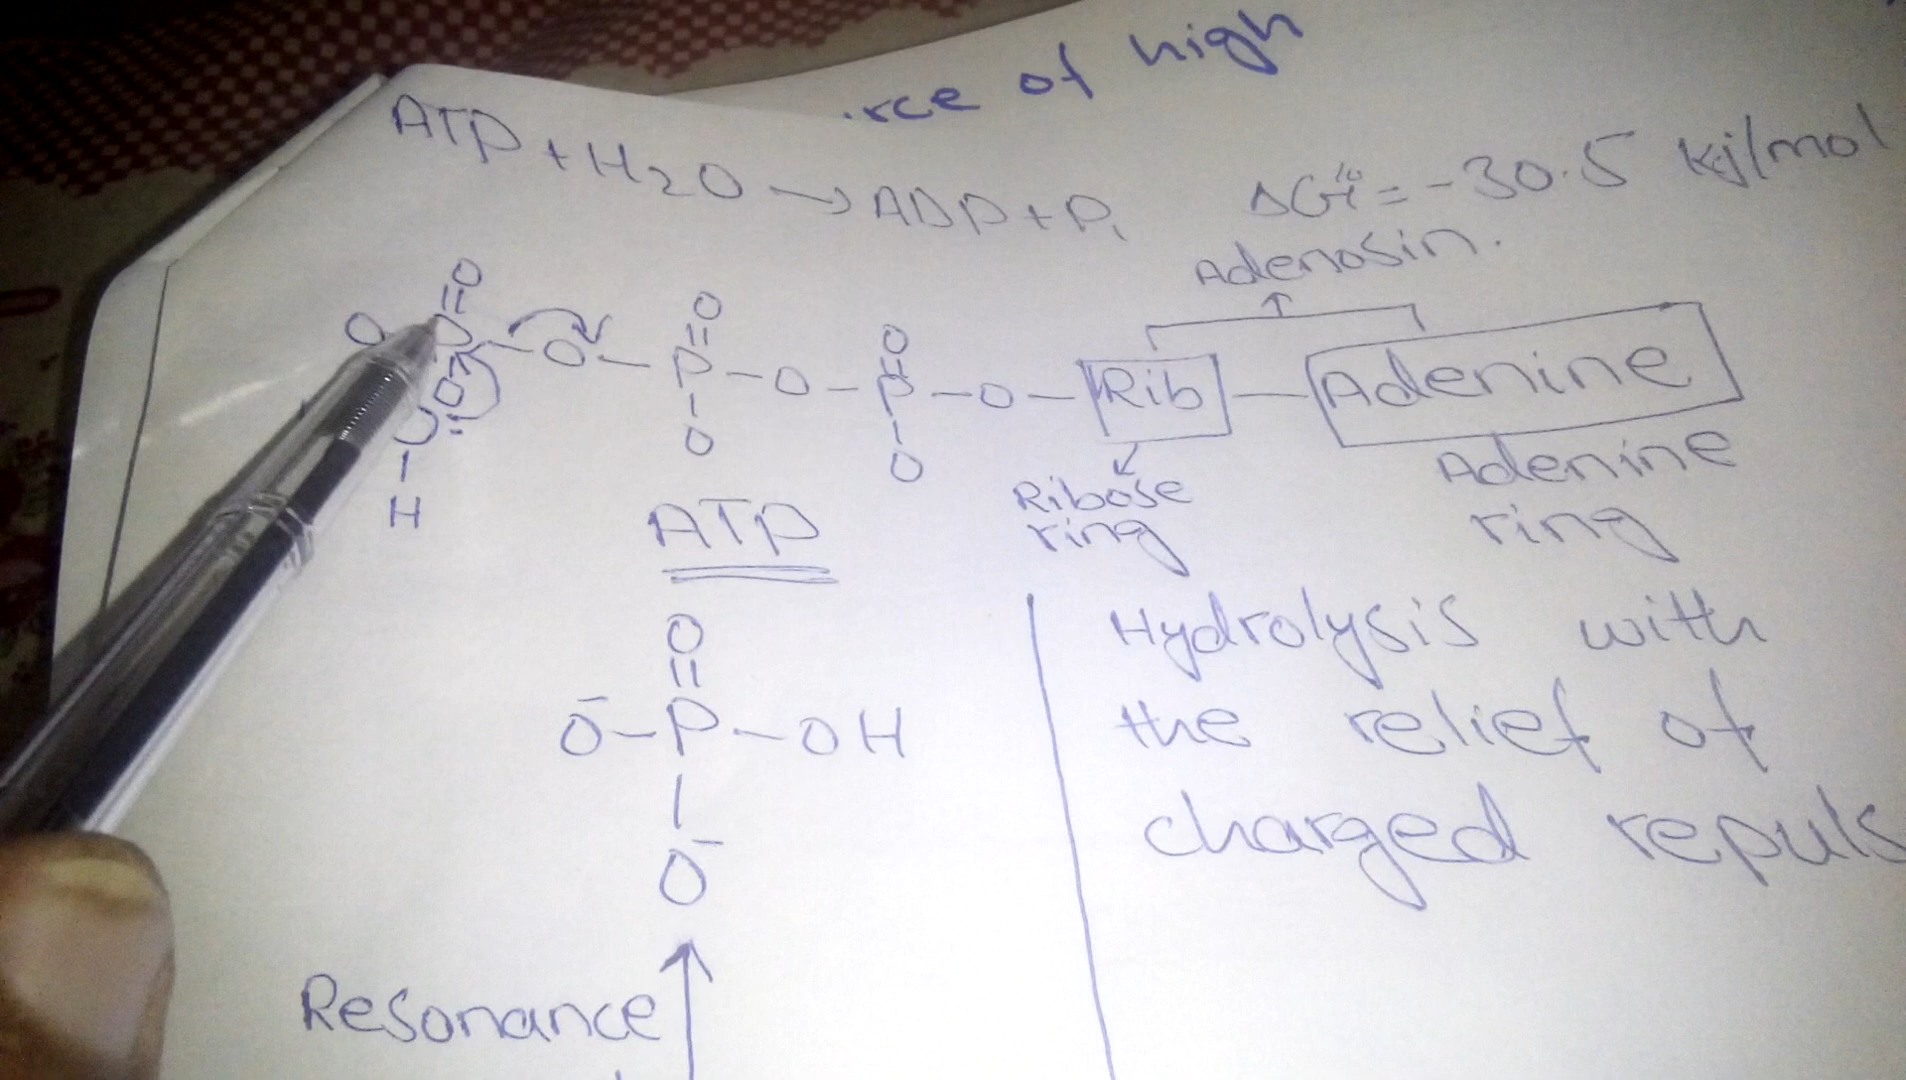 rce of high
ATP + H2O → ADP + Pi
ΔG'° = -30.5 Kj/mol
Adenosin.
O
O
O P - O - P - O - P - O - Rib - Adenine
O
O O
H
ATP
Ribose
ring
Adenine
ring
O
Ō - P - OH
O⁻
Resonance
Hydrolysis with
the relief of
charged repuls